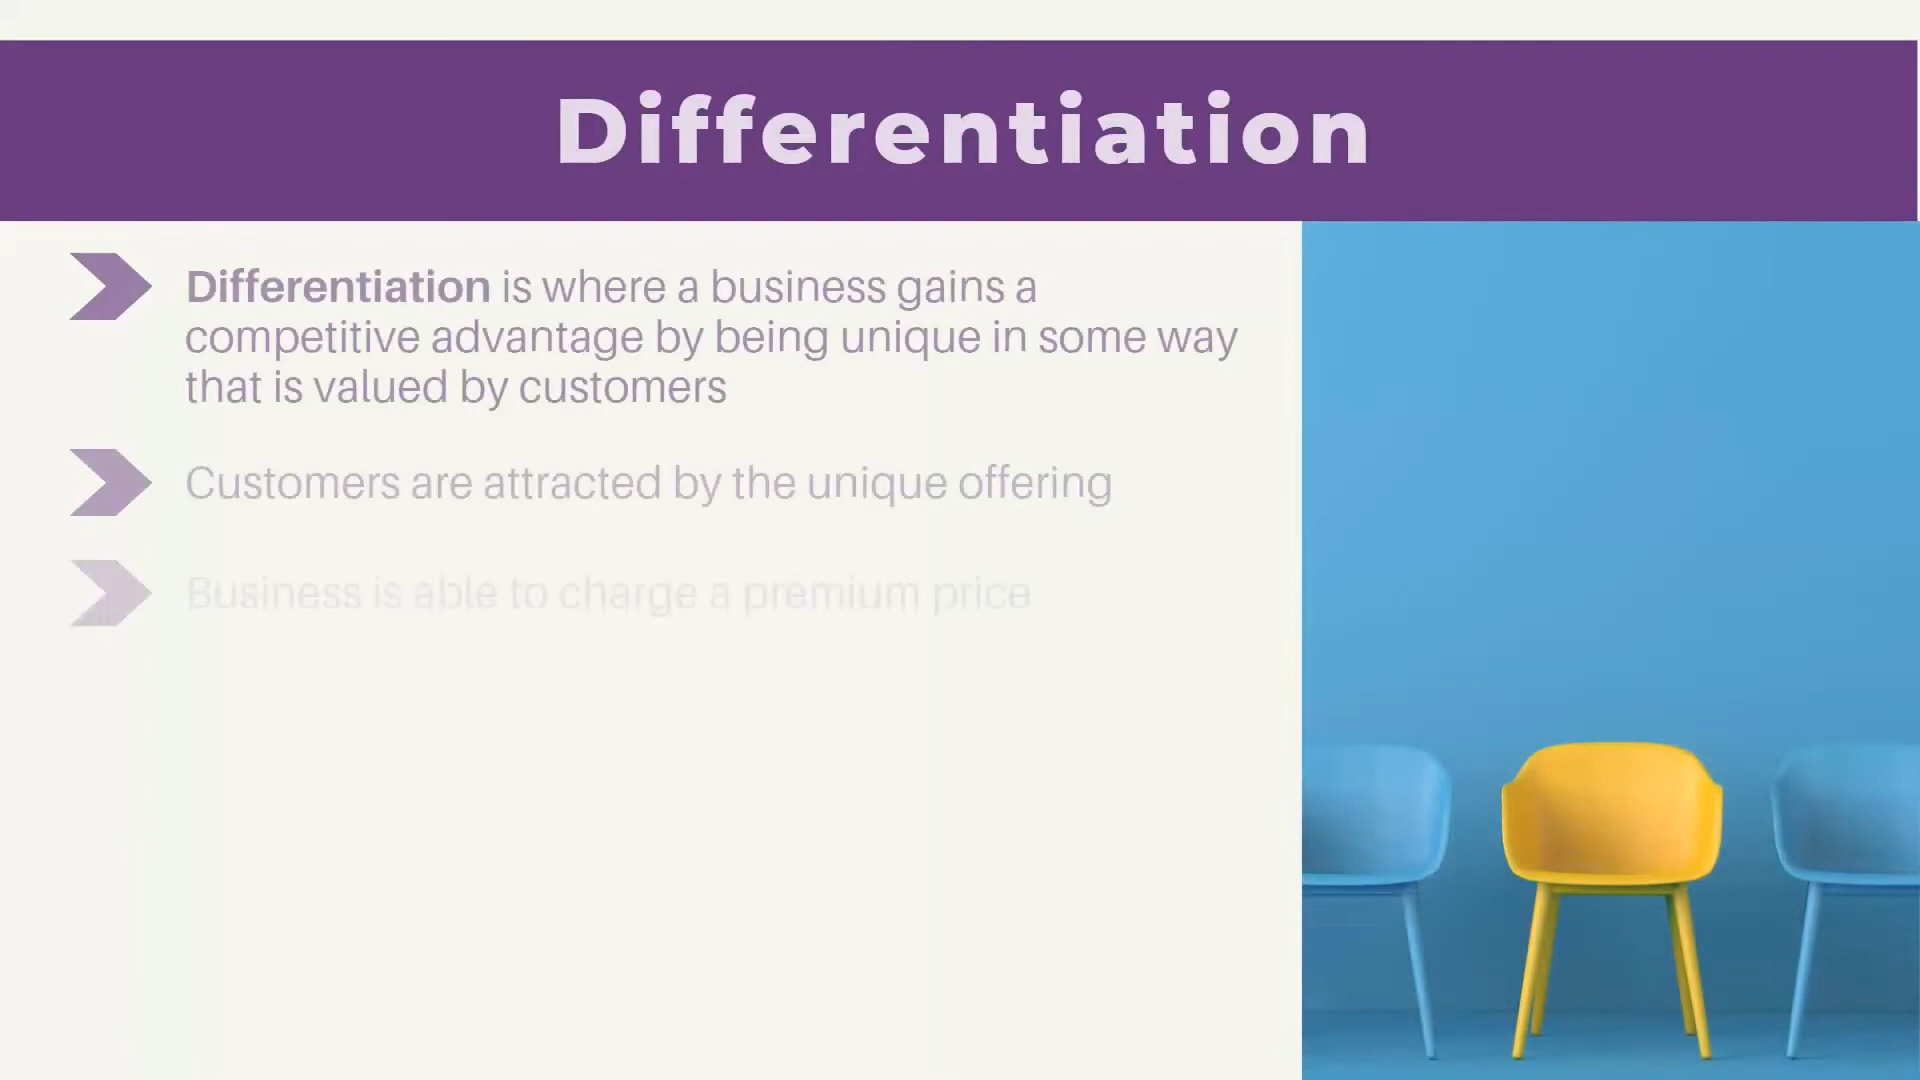 Differentiation
Differentiation is where a business gains a
competitive advantage by being unique in some way
that is valued by customers
Customers are attracted by the unique offering
Business is able to charge a premium price